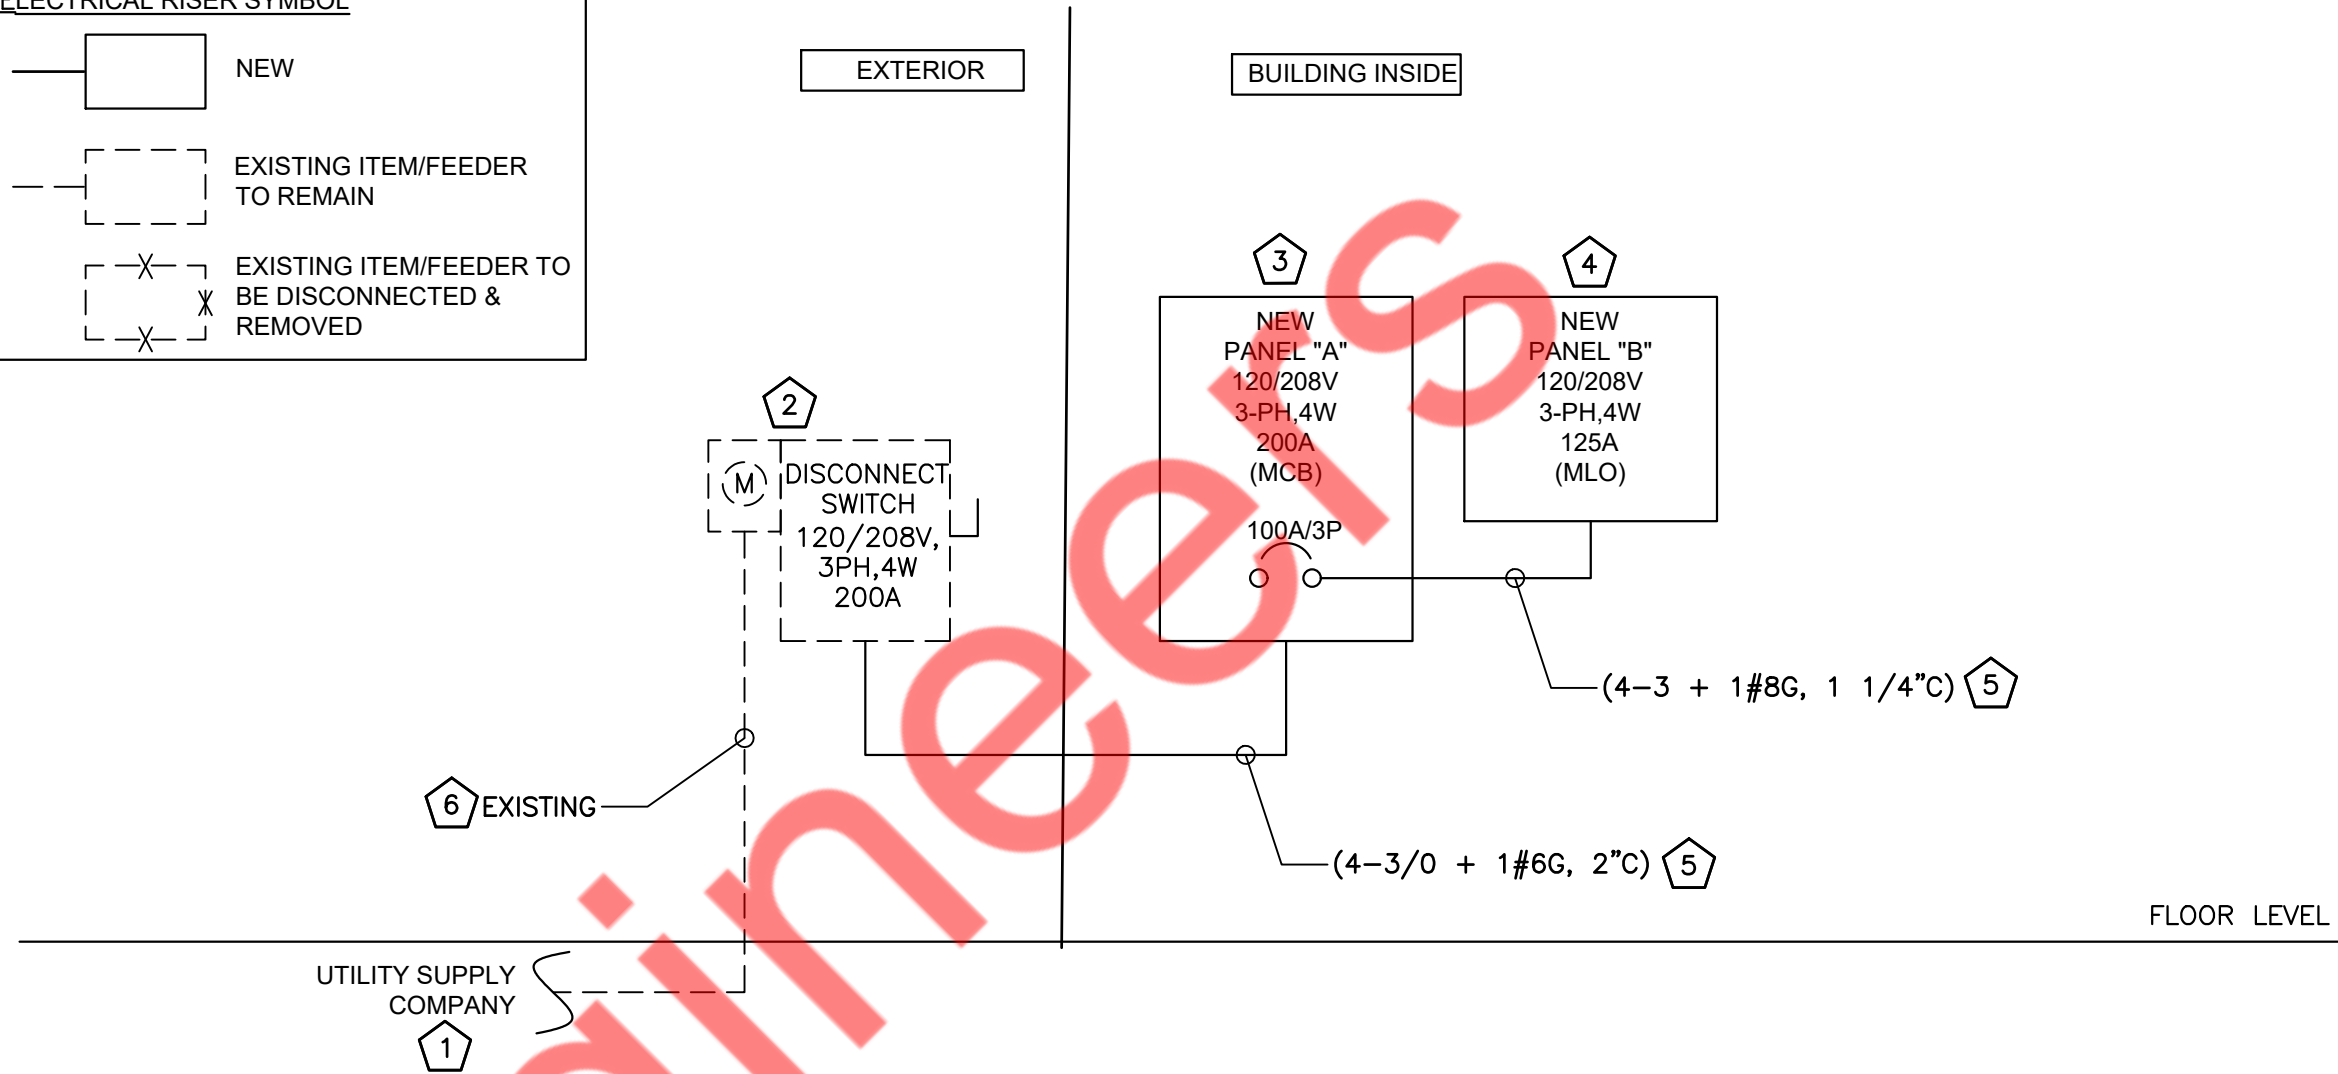 ELECTRICAL RISER SYMBOL
NEW
EXISTING ITEM/FEEDER
TO REMAIN
EXISTING ITEM/FEEDER TO
BE DISCONNECTED &
REMOVED
EXTERIOR
BUILDING INSIDE
2
M
DISCONNECT
SWITCH
120/208V,
3PH,4W
200A
3
NEW
PANEL "A"
120/208V
3-PH,4W
200A
(MCB)
100A/3P
4
NEW
PANEL "B"
120/208V
3-PH,4W
125A
(MLO)
(4-3 + 1#8G, 1 1/4"C) 5
6 EXISTING
(4-3/0 + 1#6G, 2"C) 5
FLOOR LEVEL
UTILITY SUPPLY
COMPANY
1
gineers